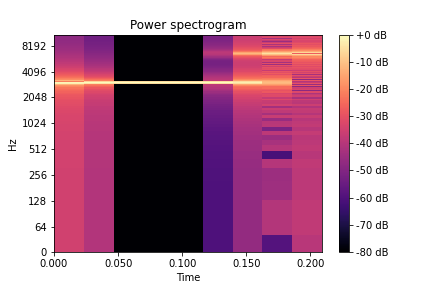 Power spectrogram
8192
4096
2048
1024
512
256
128
64
0
Hz
0.000 0.050 0.100 0.150 0.200
Time
+0 dB
-10 dB
-20 dB
-30 dB
-40 dB
-50 dB
-60 dB
-70 dB
-80 dB